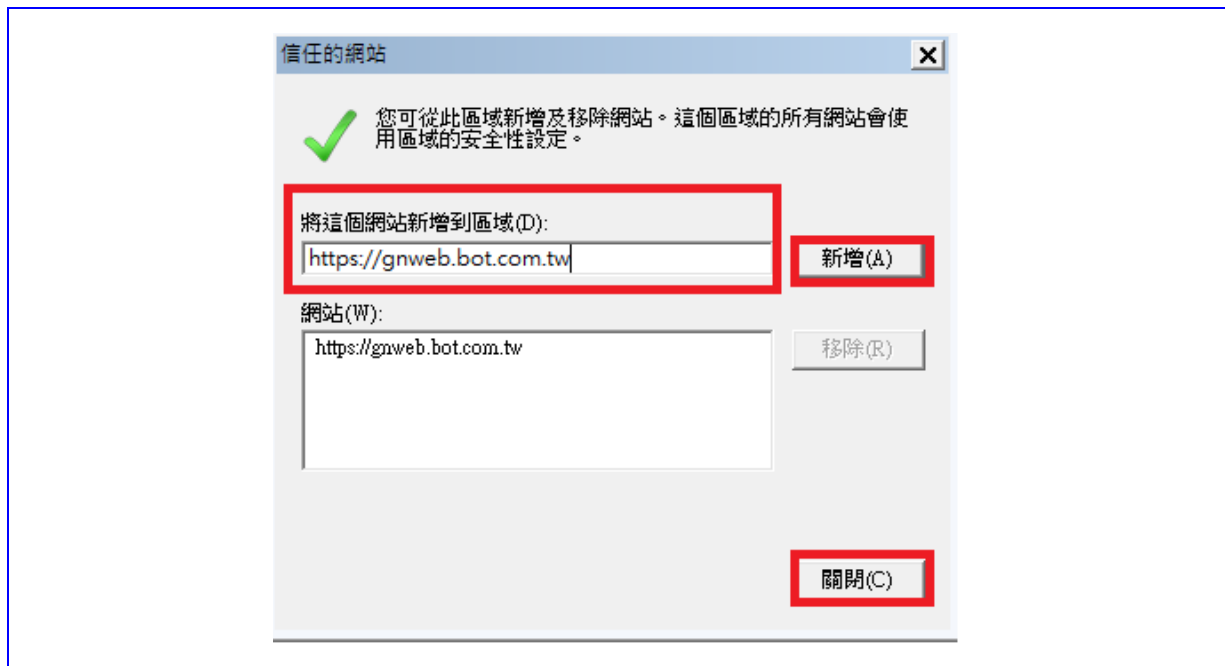 信任的網站
您可從此區域新增及移除網站。這個區域的所有網站會使
用區域的安全性設定。
將這個網站新增到區域(D):
https://gnweb.bot.com.tw
新增(A)
網站(W):
https://gnweb.bot.com.tw
移除(R)
關閉(C)